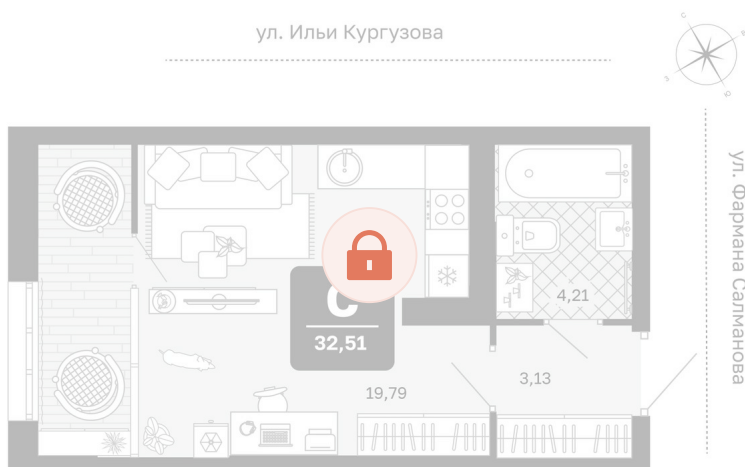 ул. Ильи Кургузова
С
В
З
Ю
ул. Фармана Салманова
С
32,51
4,21
3,13
19,79